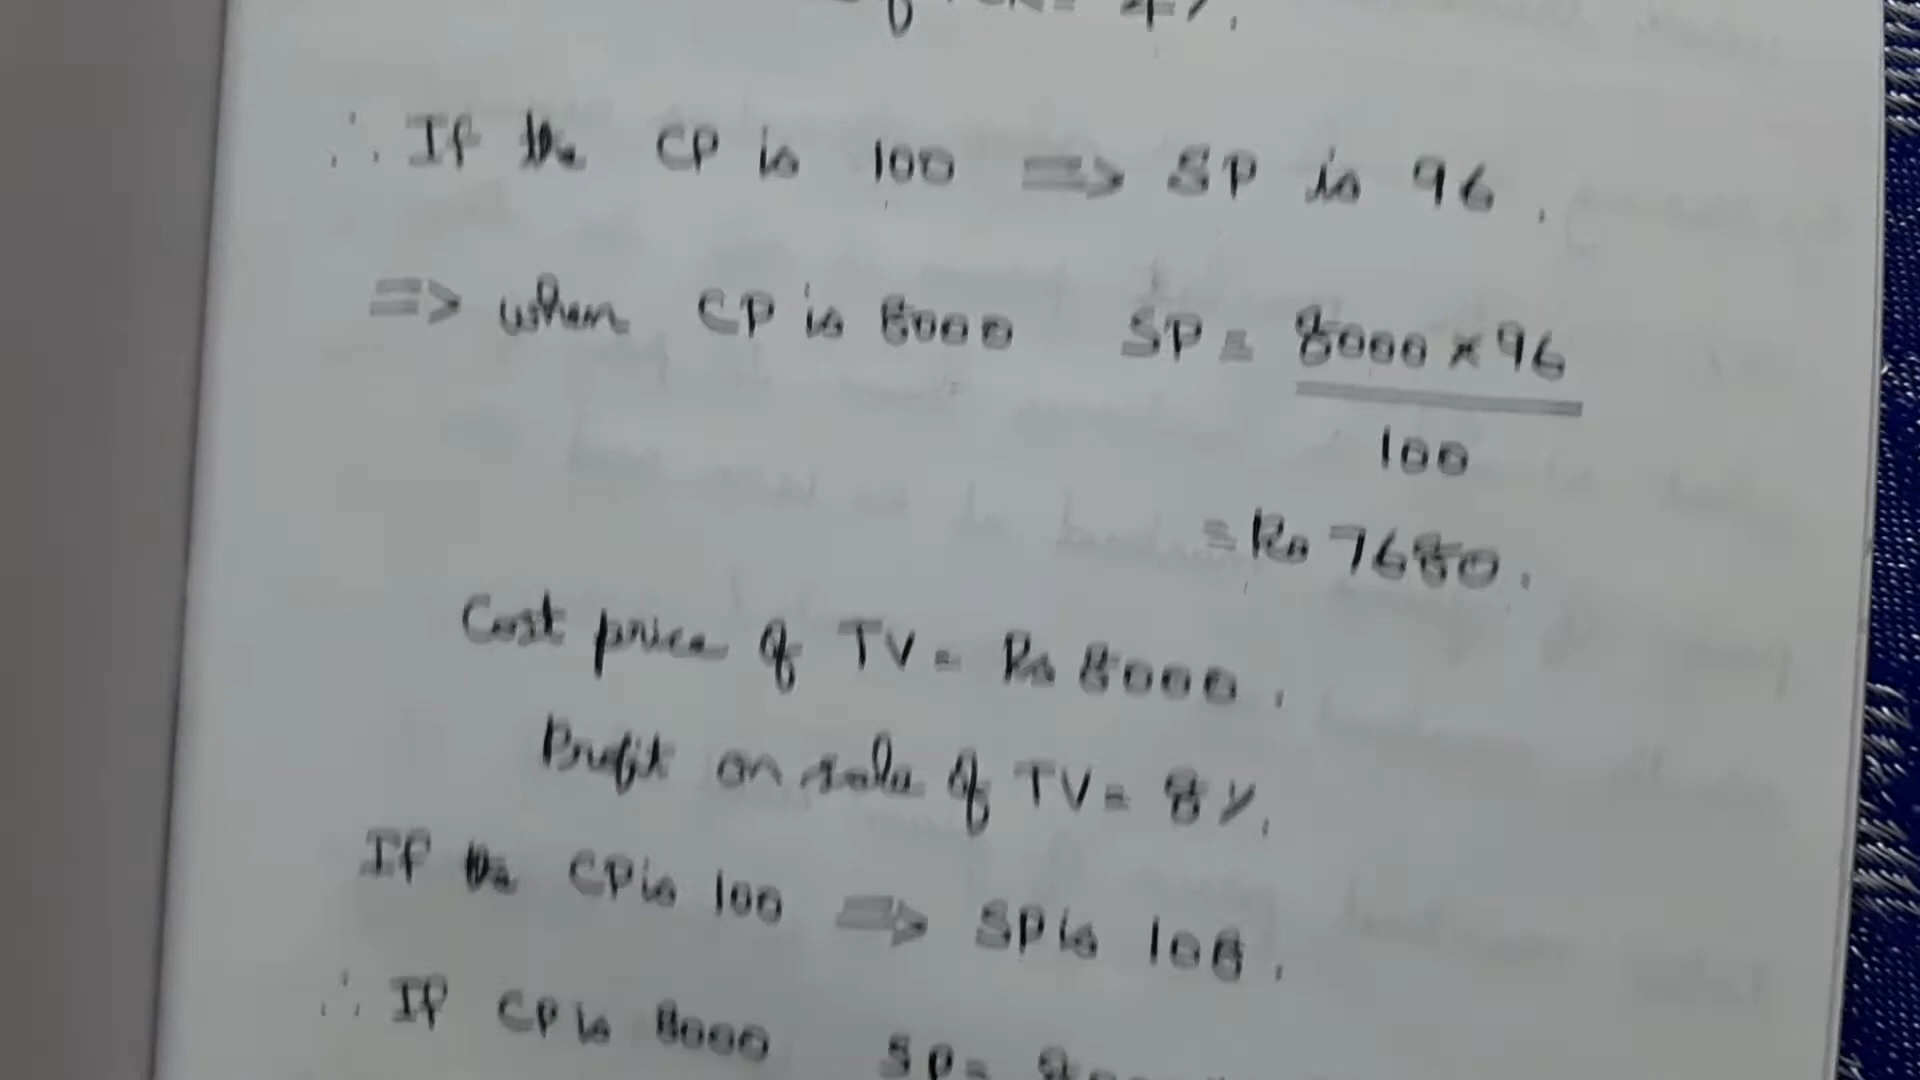 ∴ If the CP is 100 => SP is 96.
=> when CP is 8000 SP = 8000 × 96
100
= Rs 7680.
Cost price of TV = Rs 8000.
Profit on sale of TV = 8%.
If the CP is 100 => SP is 108.
∴ If CP is 8000 SP =